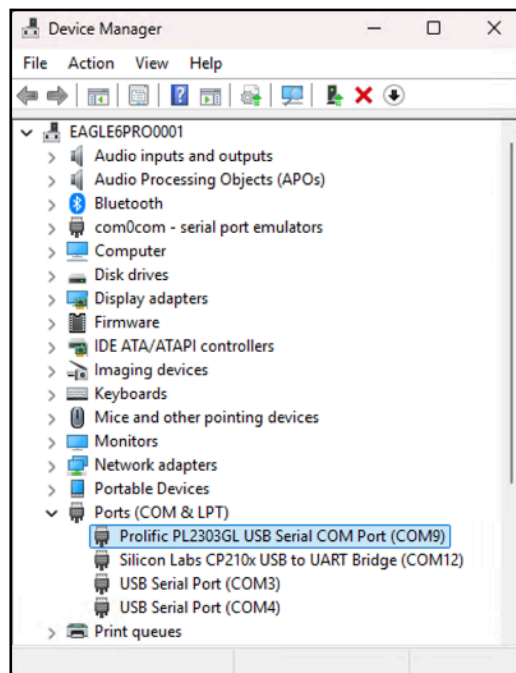 Device Manager
File Action View Help
EAGLE6PRO0001
Audio inputs and outputs
Audio Processing Objects (APOs)
Bluetooth
com0com - serial port emulators
Computer
Disk drives
Display adapters
Firmware
IDE ATA/ATAPI controllers
Imaging devices
Keyboards
Mice and other pointing devices
Monitors
Network adapters
Portable Devices
Ports (COM & LPT)
Prolific PL2303GL USB Serial COM Port (COM9)
Silicon Labs CP210x USB to UART Bridge (COM12)
USB Serial Port (COM3)
USB Serial Port (COM4)
Print queues